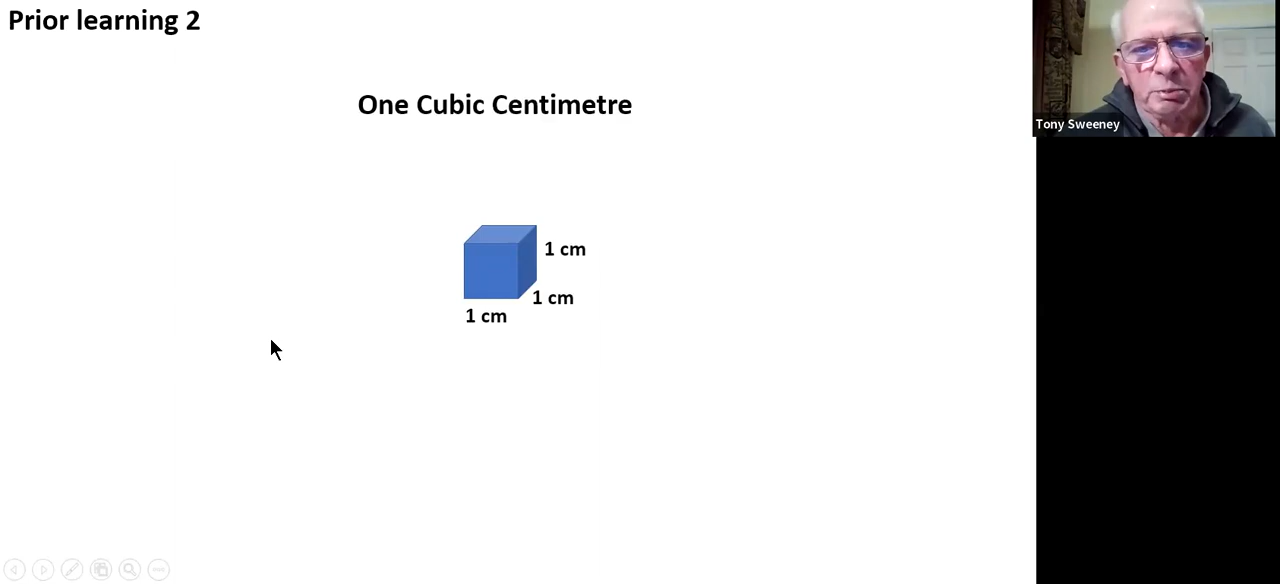 Prior learning 2
One Cubic Centimetre
1 cm
1 cm
1 cm
Tony Sweeney